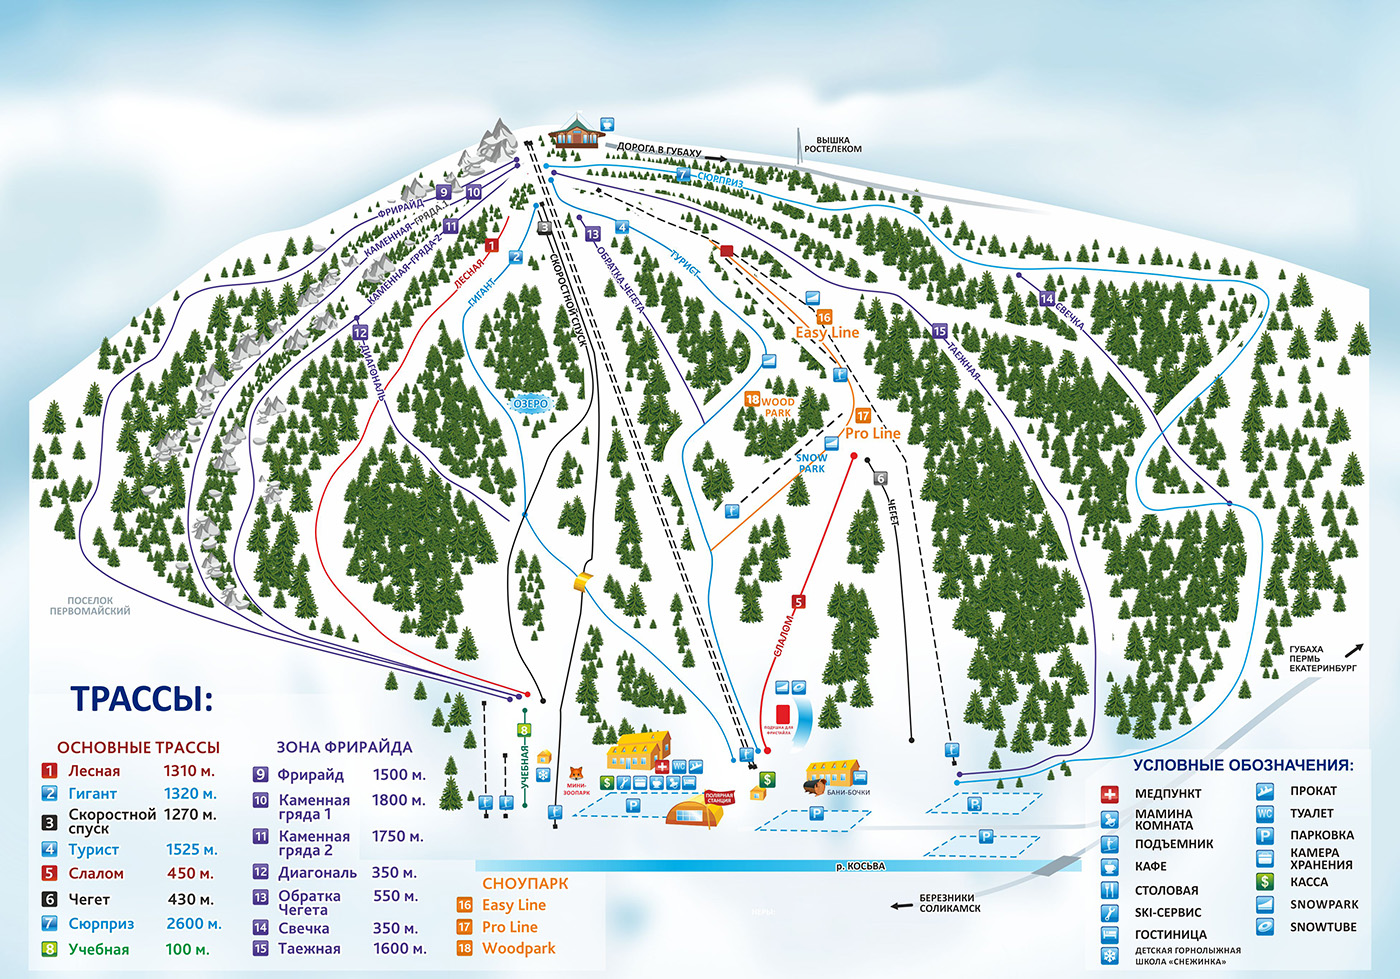 ДОРОГА В ГУБАХУ
ВЫШКА
РОСТЕЛЕКОМ
7
СЮРПРИЗ
9
10
ФРИРАЙД
КАМЕННАЯ ГРЯДА 1
11
КАМЕННАЯ ГРЯДА 2
1
ЛЕСНАЯ
2
ГИГАНТ
3
СКОРОСТНОЙ СПУСК
13
ОБРАТКА ЧЕГЕТА
4
ТУРИСТ
16
Easy Line
14
СВЕЧКА
15
ТАЕЖНАЯ
12
ДИАГОНАЛЬ
ОЗЕРО
18
WOOD
PARK
17
Pro Line
SNOW
PARK
6
ЧЕГЕТ
5
СЛАЛОМ
ПОСЕЛОК
ПЕРВОМАЙСКИЙ
ГУБАХА
ПЕРМЬ
ЕКАТЕРИНБУРГ
ПОДУШКА ДЛЯ
ФРИСТАЙЛА
8
УЧЕБНАЯ
МИНИ-
ЗООПАРК
WC
$
$
P
ПОЛЯРНАЯ
СТАНЦИЯ
P
БАНИ-БОЧКИ
P
P
р. КОСЬВА
БЕРЕЗНИКИ
СОЛИКАМСК
ТРАССЫ:
ОСНОВНЫЕ ТРАССЫ
1 Лесная 1310 м.
2 Гигант 1320 м.
3 Скоростной 1270 м.
спуск
4 Турист 1525 м.
5 Слалом 450 м.
6 Чегет 430 м.
7 Сюрприз 2600 м.
8 Учебная 100 м.
ЗОНА ФРИРАЙДА
9 Фрирайд 1500 м.
10 Каменная 1800 м.
гряда 1
11 Каменная 1750 м.
гряда 2
12 Диагональ 350 м.
13 Обратка 550 м.
Чегета
14 Свечка 350 м.
15 Таежная 1600 м.
СНОУПАРК
16 Easy Line
17 Pro Line
18 Woodpark
УСЛОВНЫЕ ОБОЗНАЧЕНИЯ:
МЕДПУНКТ
МАМИНА
КОМНАТА
ПОДЪЕМНИК
КАФЕ
СТОЛОВАЯ
SKI-СЕРВИС
ГОСТИНИЦА
ДЕТСКАЯ ГОРНОЛЫЖНАЯ
ШКОЛА «СНЕЖИНКА»
ПРОКАТ
WC ТУАЛЕТ
P ПАРКОВКА
КАМЕРА
ХРАНЕНИЯ
$ КАССА
SNOWPARK
SNOWTUBE